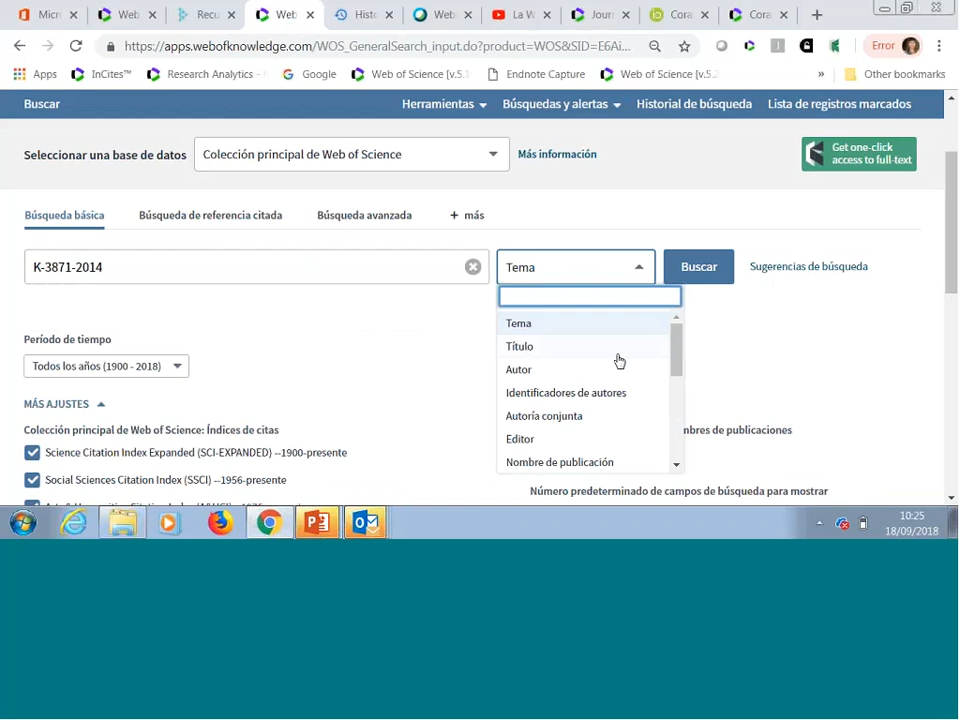 Micr
Web
Recu
Web
Histo
Web
La W
Journ
Cora
Cora
https://apps.webofknowledge.com/WOS_GeneralSearch_input.do?product=WOS&SID=E6Ai...
Error
Apps
InCites™
Research Analytics -
Google
Web of Science [v.5.1
Endnote Capture
Web of Science [v.5.2
»
Other bookmarks
Buscar
Herramientas
Búsquedas y alertas
Historial de búsqueda
Lista de registros marcados
Seleccionar una base de datos
Colección principal de Web of Science
Más información
Get one-click
access to full-text
Búsqueda básica
Búsqueda de referencia citada
Búsqueda avanzada
+ más
K-3871-2014
Tema
Buscar
Sugerencias de búsqueda
Tema
Título
Autor
Identificadores de autores
Autoría conjunta
Editor
Nombre de publicación
Período de tiempo
Todos los años (1900 - 2018)
MÁS AJUSTES
Colección principal de Web of Science: Índices de citas
mbres de publicaciones
Science Citation Index Expanded (SCI-EXPANDED) --1900-presente
Social Sciences Citation Index (SSCI) --1956-presente
Número predeterminado de campos de búsqueda para mostrar
10:25
18/09/2018